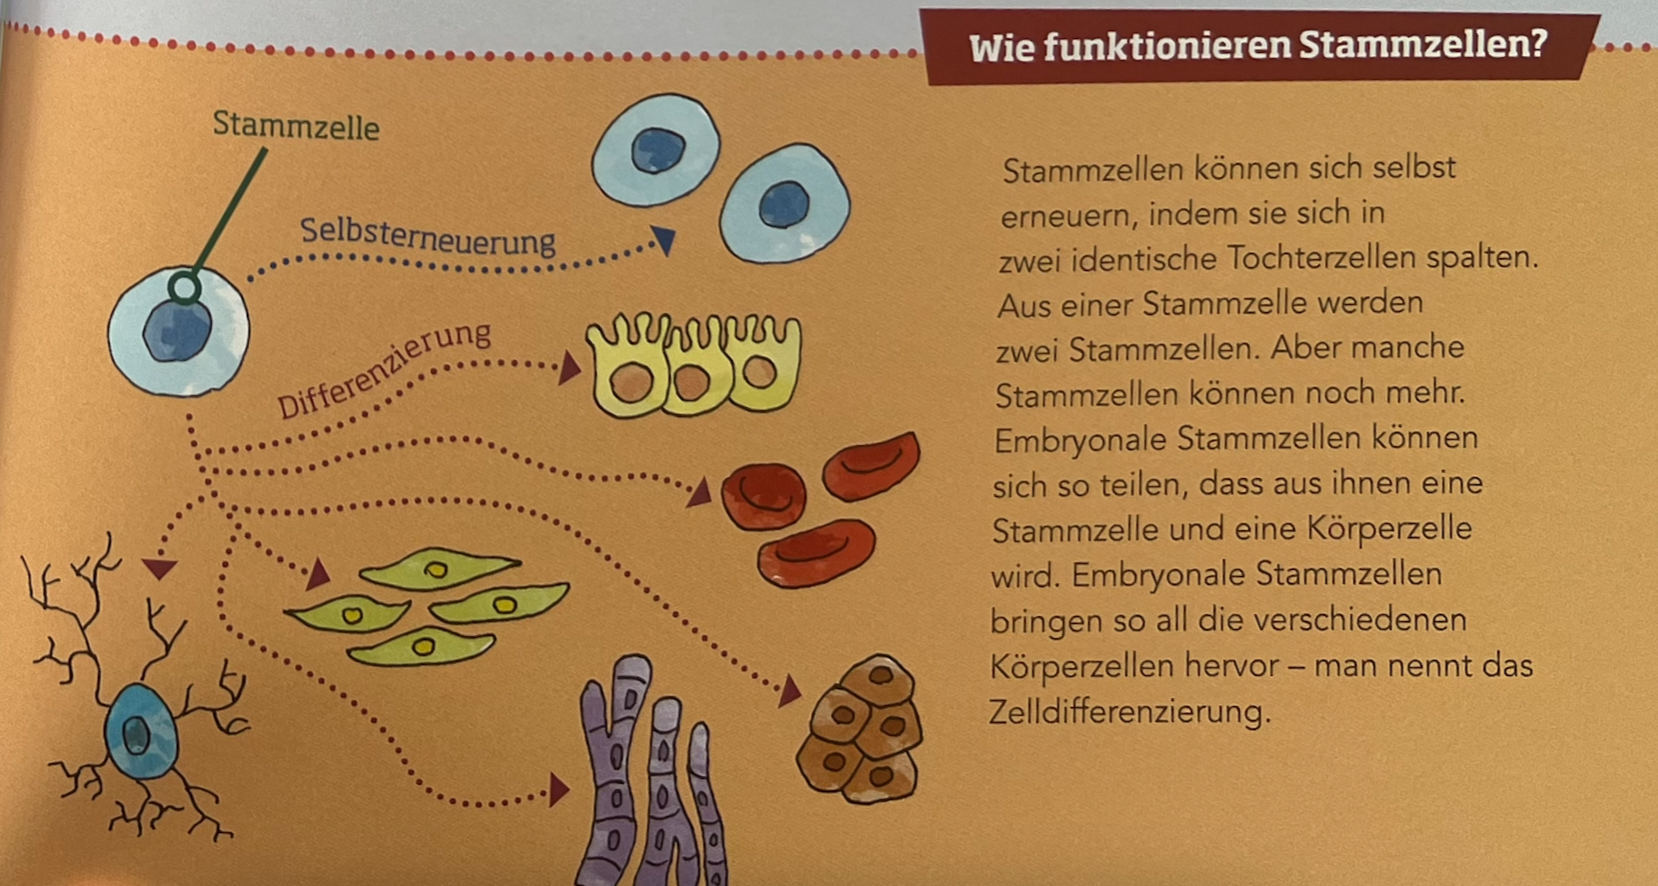 Wie funktionieren Stammzellen?
Stammzelle
Selbsterneuerung
Differenzierung
Stammzellen können sich selbst
erneuern, indem sie sich in
zwei identische Tochterzellen spalten.
Aus einer Stammzelle werden
zwei Stammzellen. Aber manche
Stammzellen können noch mehr.
Embryonale Stammzellen können
sich so teilen, dass aus ihnen eine
Stammzelle und eine Körperzelle
wird. Embryonale Stammzellen
bringen so all die verschiedenen
Körperzellen hervor – man nennt das
Zelldifferenzierung.